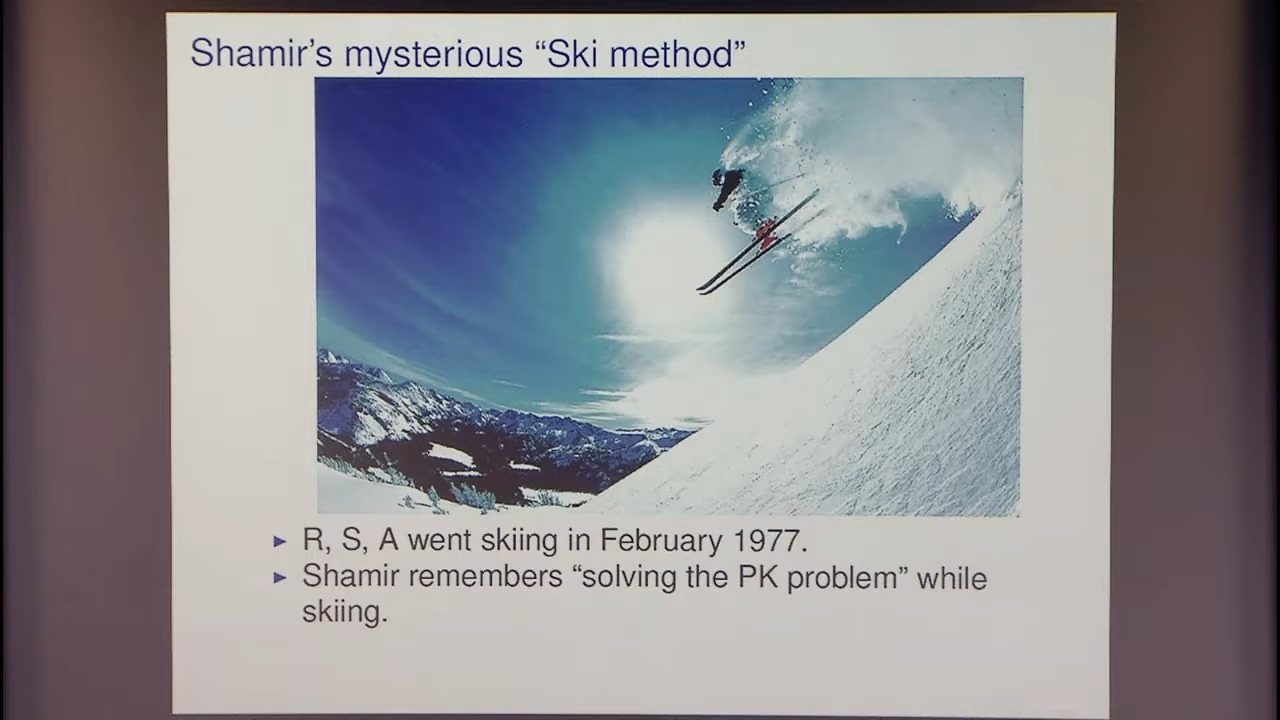 Shamir's mysterious “Ski method”
► R, S, A went skiing in February 1977.
► Shamir remembers “solving the PK problem” while
skiing.